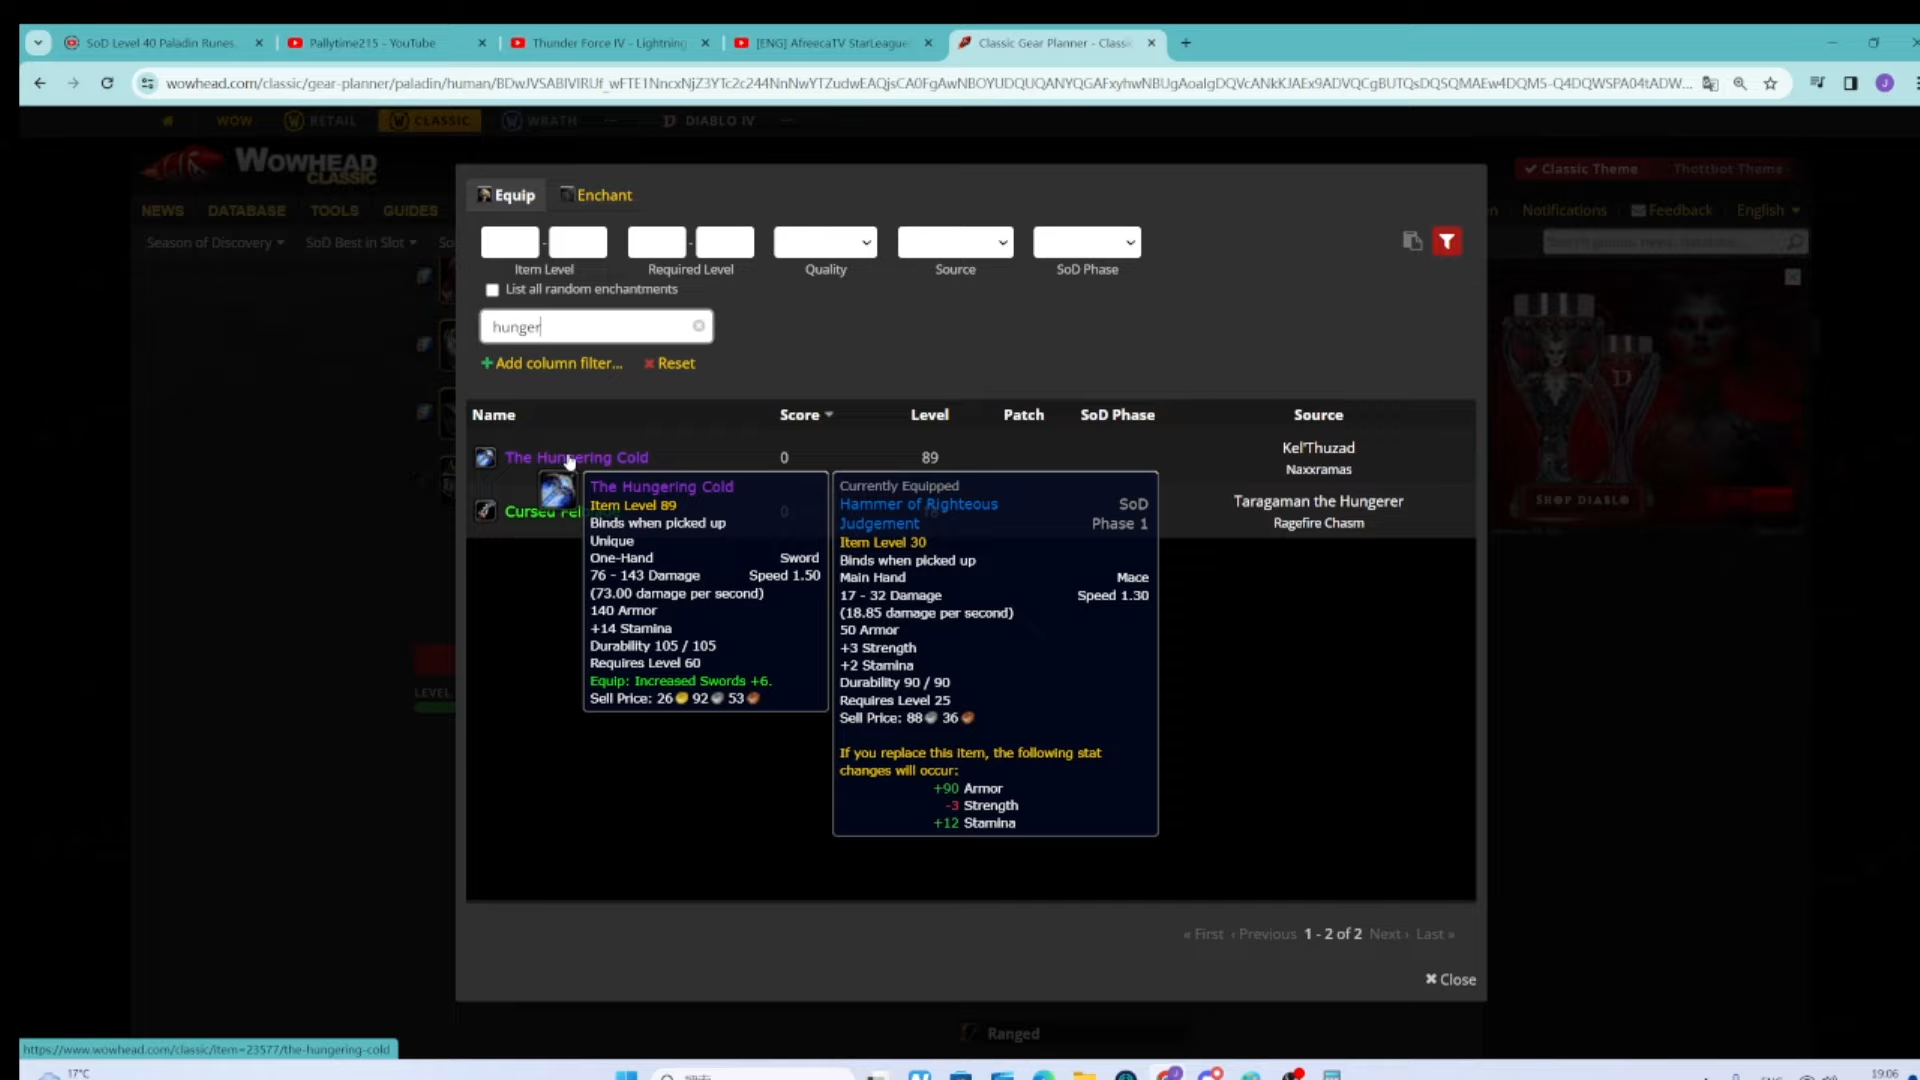 SoD Level 40 Paladin Runes
Pallytime215 - YouTube
Thunder Force IV - Lightning
[ENG] AfreecaTV StarLeague
Classic Gear Planner - Classic
wowhead.com/classic/gear-planner/paladin/human/
WOW
RETAIL
CLASSIC
WRATH
DIABLO IV
WOWHEAD
CLASSIC
Classic Theme
Thottbot Theme
NEWS
DATABASE
TOOLS
GUIDES
Notifications
Feedback
English
Season of Discovery
SoD Best in Slot
Equip
Enchant
-
-
Item Level
Required Level
Quality
Source
SoD Phase
List all random enchantments
hunger
Add column filter...
Reset
Name
Score
Level
Patch
SoD Phase
Source
The Hungering Cold
0
89
Kel'Thuzad
Naxxramas
Cursed
Taragaman the Hungerer
Ragefire Chasm
The Hungering Cold
Item Level 89
Binds when picked up
Unique
One-Hand Sword
76 - 143 Damage Speed 1.50
(73.00 damage per second)
140 Armor
+14 Stamina
Durability 105 / 105
Requires Level 60
Equip: Increased Swords +6.
Sell Price: 26 92 53
Currently Equipped
Hammer of Righteous SoD
Judgement Phase 1
Item Level 30
Binds when picked up
Main Hand Mace
17 - 32 Damage Speed 1.30
(18.85 damage per second)
50 Armor
+3 Strength
+2 Stamina
Durability 90 / 90
Requires Level 25
Sell Price: 88 36
If you replace this item, the following stat
changes will occur:
+90 Armor
-3 Strength
+12 Stamina
SHOP DIABLO
LEVEL
« First ‹ Previous 1 - 2 of 2 Next › Last »
Close
Ranged
https://www.wowhead.com/classic/item=23577/the-hungering-cold
17°C
19:06